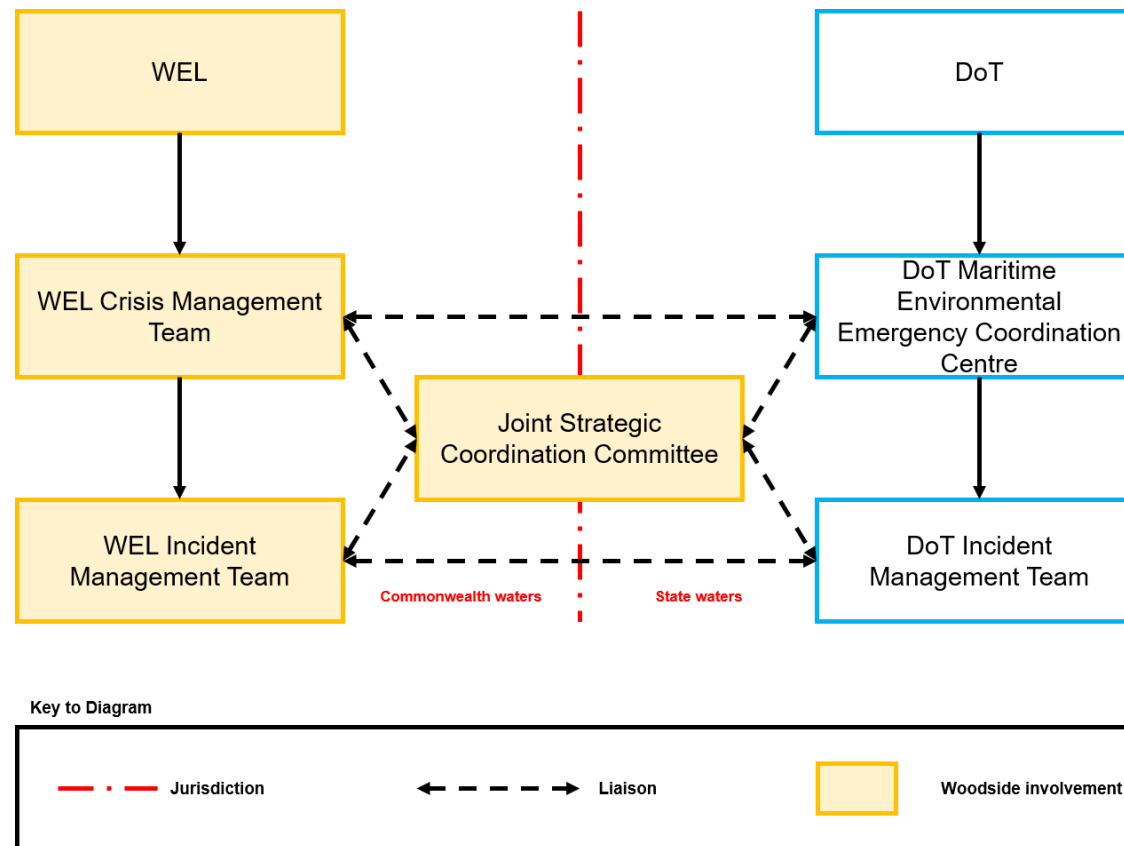 WEL
DoT
WEL Crisis Management
Team
DoT Maritime
Environmental
Emergency Coordination
Centre
Joint Strategic
Coordination Committee
WEL Incident
Management Team
DoT Incident
Management Team
Commonwealth waters
State waters
Key to Diagram
Jurisdiction
Liaison
Woodside involvement